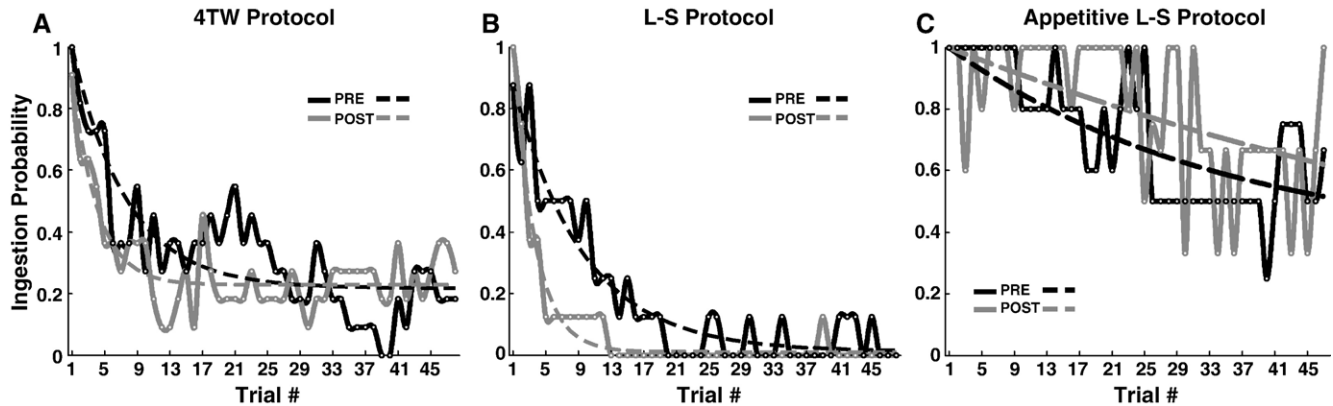 A 4TW Protocol
Ingestion Probability
1
0.8
0.6
0.4
0.2
0
PRE
POST
1 5 9 13 17 21 25 29 33 37 41 45
Trial #
B L-S Protocol
1
0.8
0.6
0.4
0.2
0
PRE
POST
1 5 9 13 17 21 25 29 33 37 41 45
Trial #
C Appetitive L-S Protocol
1
0.8
0.6
0.4
0.2
0
PRE
POST
1 5 9 13 17 21 25 29 33 37 41 45
Trial #